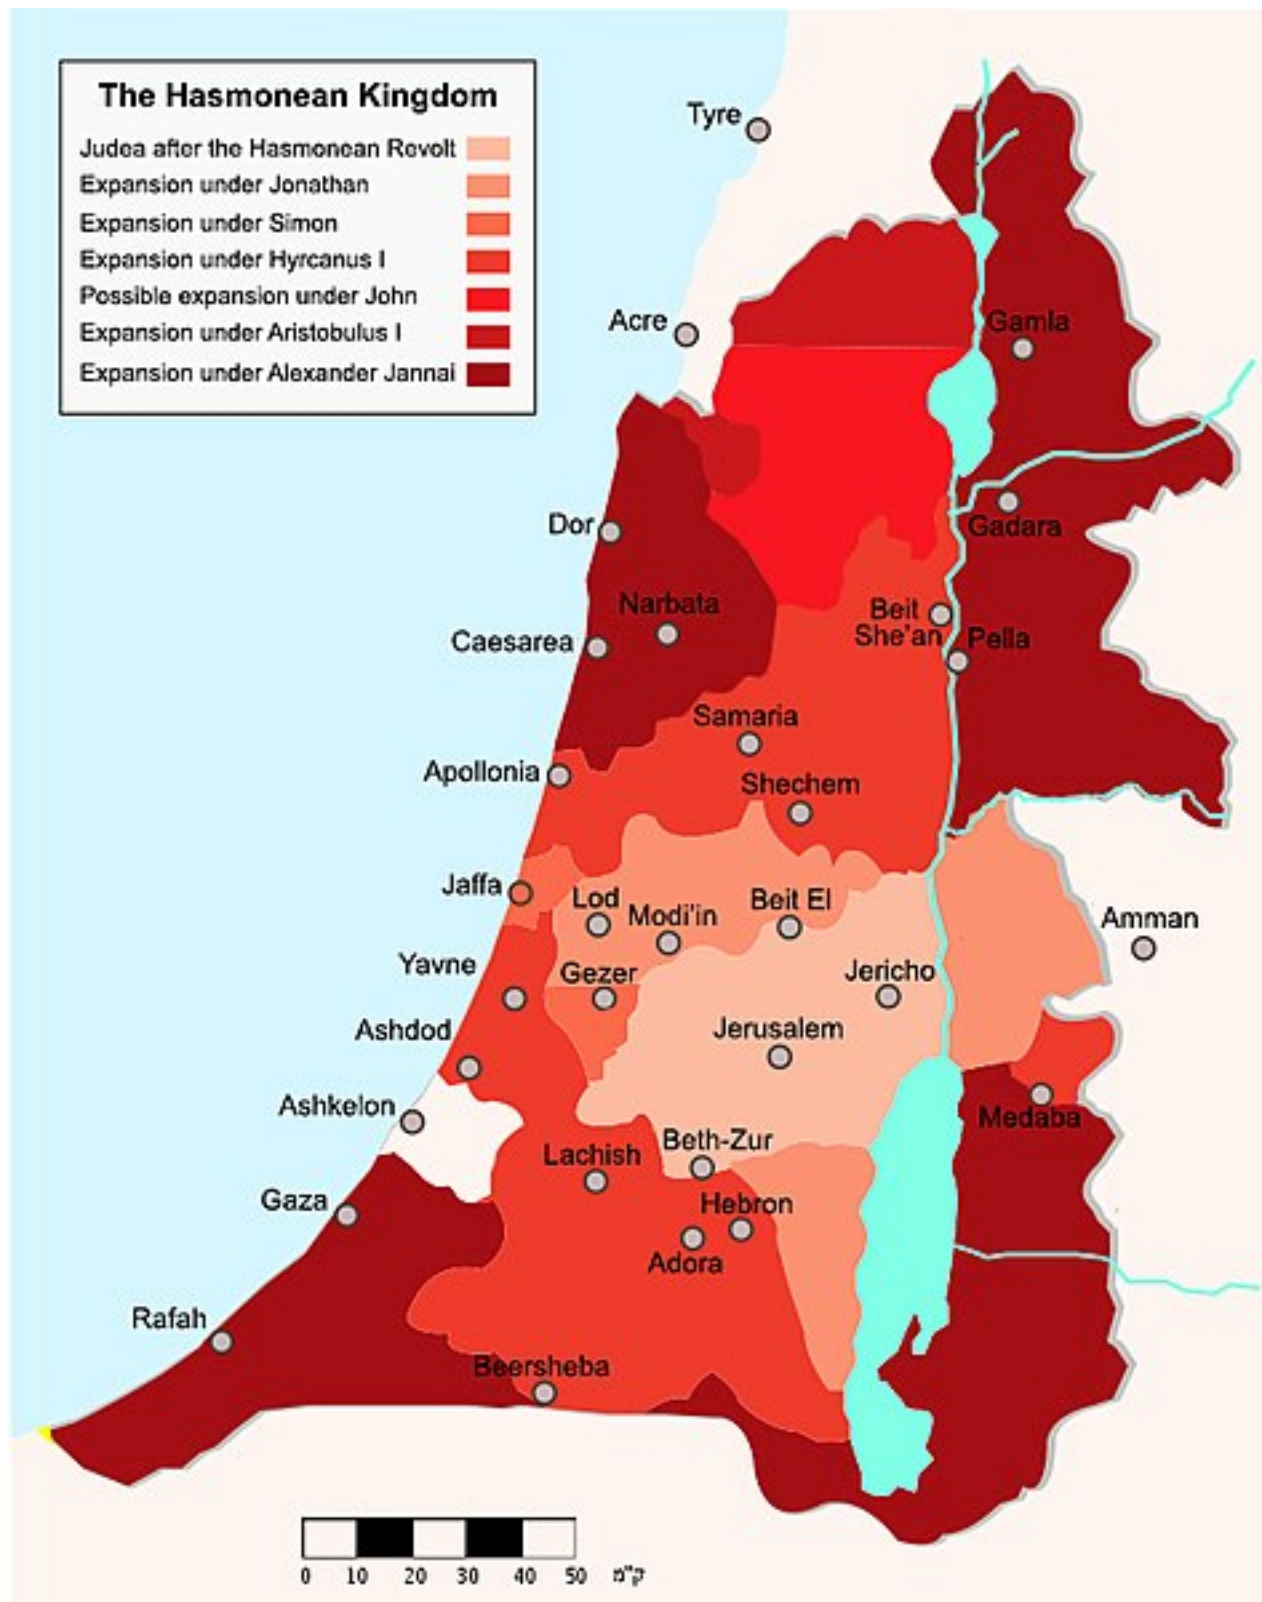 The Hasmonean Kingdom
Judea after the Hasmonean Revolt
Expansion under Jonathan
Expansion under Simon
Expansion under Hyrcanus I
Possible expansion under John
Expansion under Aristobulus I
Expansion under Alexander Jannai
Tyre
Acre
Gamla
Dor
Gadara
Narbata
Beit
She'an
Caesarea
Pella
Samaria
Apollonia
Shechem
Jaffa
Lod
Modi'in
Beit El
Amman
Yavne
Gezer
Jericho
Ashdod
Jerusalem
Ashkelon
Medaba
Lachish
Beth-Zur
Gaza
Hebron
Adora
Rafah
Beersheba
0 10 20 30 40 50 ק"מ